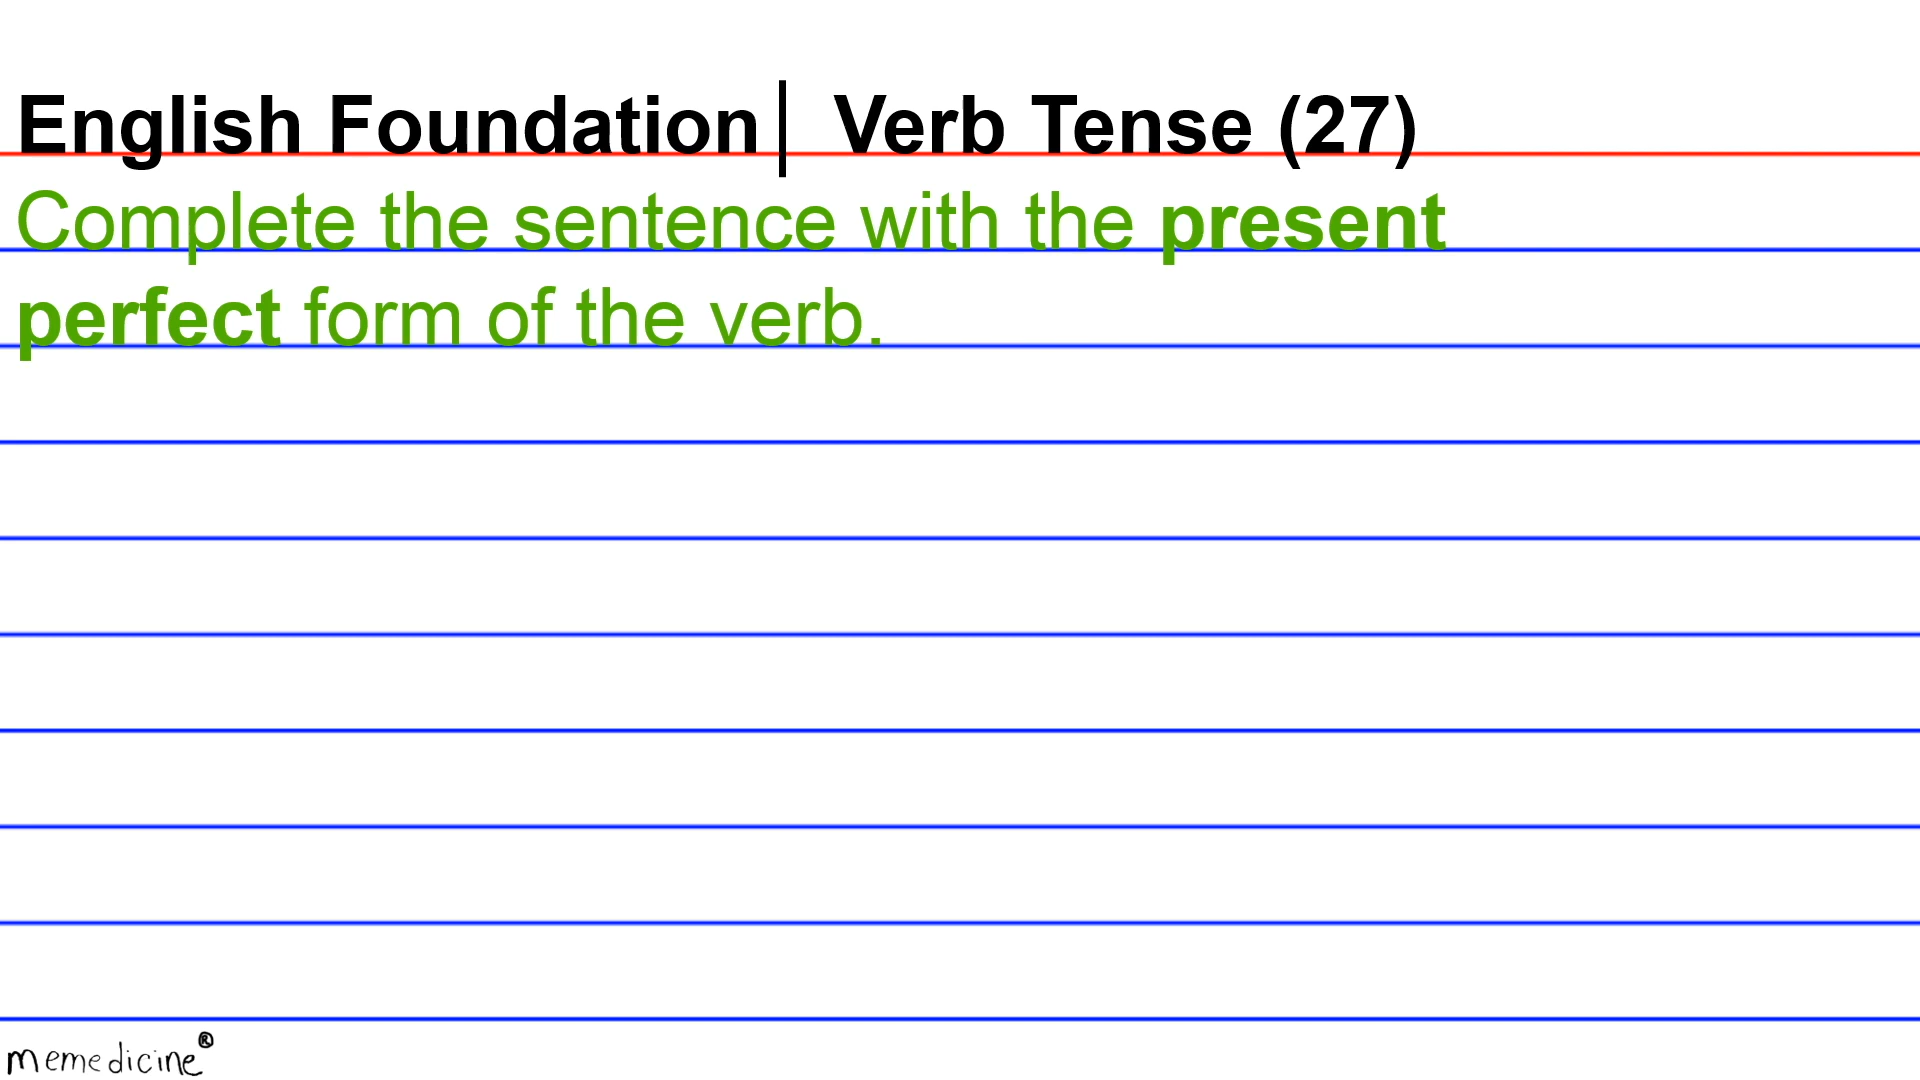 English Foundation| Verb Tense (27)
Complete the sentence with the present
perfect form of the verb.
memedicine®